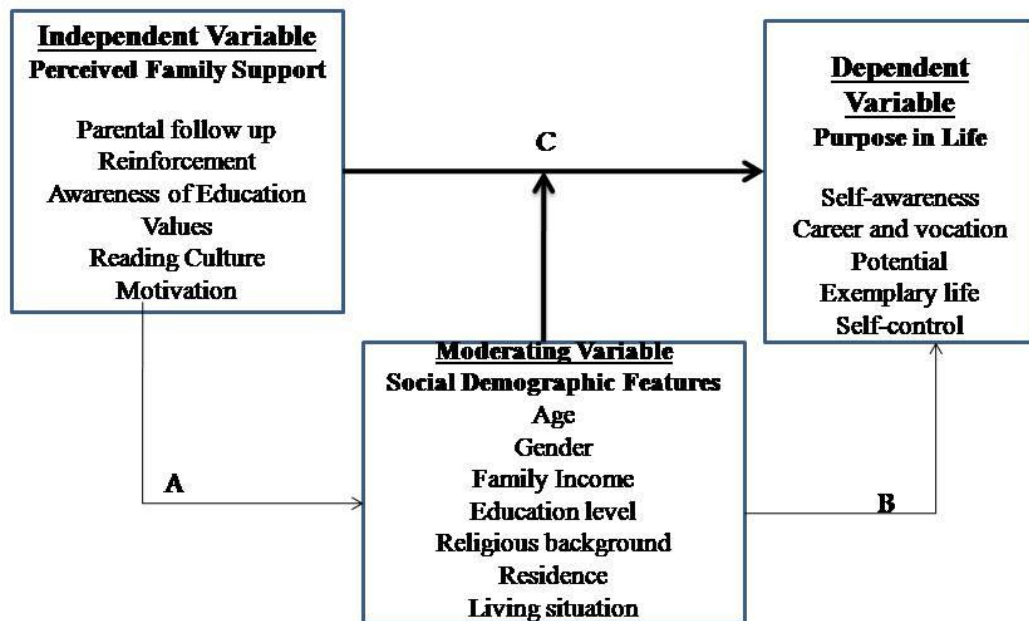 Independent Variable
Perceived Family Support
Parental follow up
Reinforcement
Awareness of Education
Values
Reading Culture
Motivation
C
Dependent
Variable
Purpose in Life
Self-awareness
Career and vocation
Potential
Exemplary life
Self-control
Moderating Variable
Social Demographic Features
Age
Gender
Family Income
Education level
Religious background
Residence
Living situation
A
B